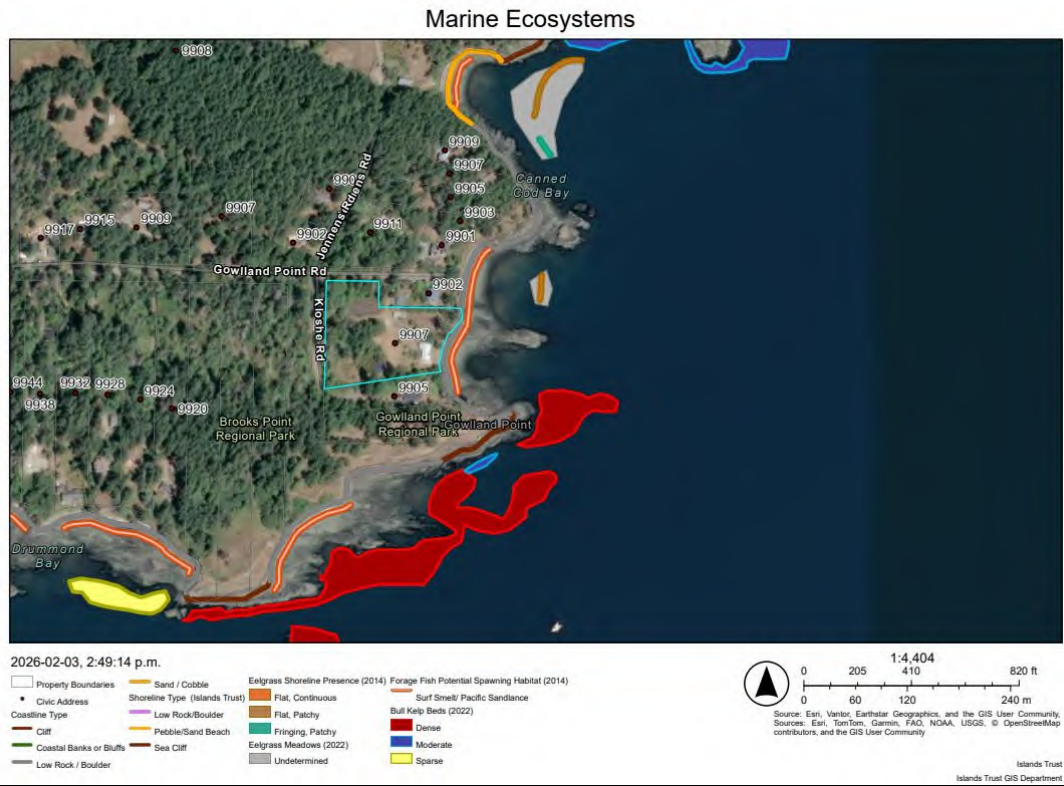 Marine Ecosystems
9908
9909
9907
Canned
Cod Bay
9905
9907
9903
9917
9915
9909
9902
Jennens Rd
9911
9901
Gowlland Point Rd
9902
Kloshe Rd
9907
9944
9932
9928
9924
9905
9938
9920
Brooks Point
Regional Park
Gowlland Point
Regional Park
Gowlland Point
Drummond
Bay
2026-02-03, 2:49:14 p.m.
Property Boundaries
Civic Address
Coastline Type
Cliff
Coastal Banks or Bluffs
Low Rock / Boulder
Sand / Cobble
Shoreline Type (Islands Trust)
Low Rock/Boulder
Pebble/Sand Beach
Sea Cliff
Eelgrass Shoreline Presence (2014)
Flat, Continuous
Flat, Patchy
Fringing, Patchy
Eelgrass Meadows (2022)
Undetermined
Forage Fish Potential Spawning Habitat (2014)
Surf Smelt/ Pacific Sandlance
Bull Kelp Beds (2022)
Dense
Moderate
Sparse
1:4,404
0 205 410 820 ft
0 60 120 240 m
Source: Esri, Vantor, Earthstar Geographics, and the GIS User Community,
Sources: Esri, TomTom, Garmin, FAO, NOAA, USGS, © OpenStreetMap
contributors, and the GIS User Community
Islands Trust
Islands Trust GIS Department